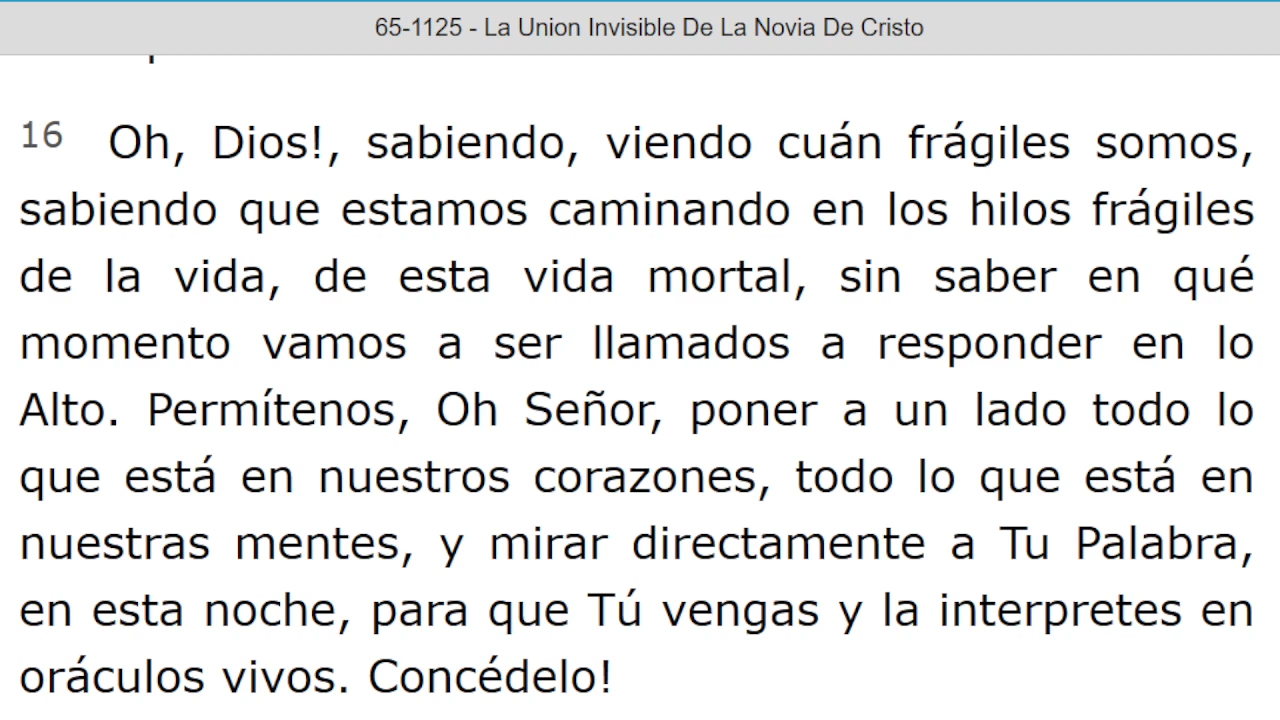 65-1125 - La Union Invisible De La Novia De Cristo
16 Oh, Dios!, sabiendo, viendo cuán frágiles somos,
sabiendo que estamos caminando en los hilos frágiles
de la vida, de esta vida mortal, sin saber en qué
momento vamos a ser llamados a responder en lo
Alto. Permítenos, Oh Señor, poner a un lado todo lo
que está en nuestros corazones, todo lo que está en
nuestras mentes, y mirar directamente a Tu Palabra,
en esta noche, para que Tú vengas y la interpretes en
oráculos vivos. Concédelo!